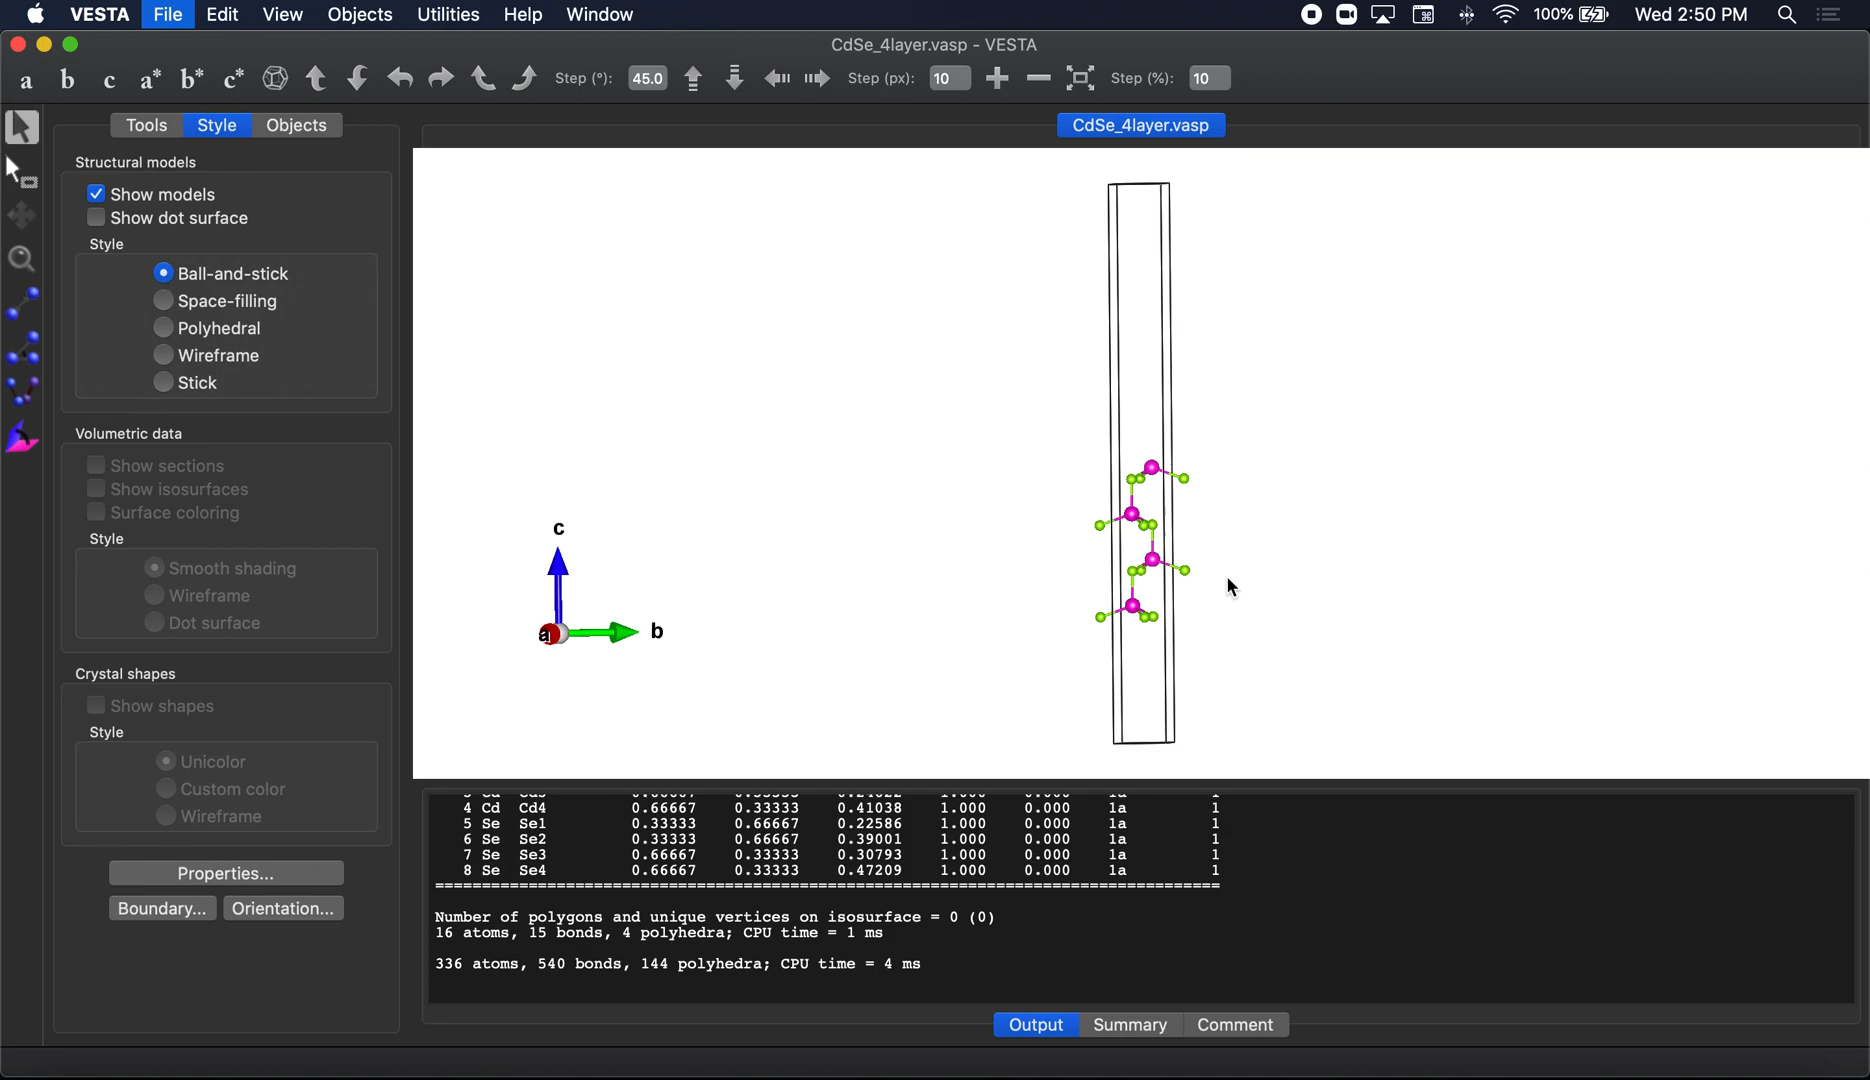 VESTA File Edit View Objects Utilities Help Window 100% Wed 2:50 PM
CdSe_4layer.vasp - VESTA
a b c a* b* c* Step (°): 45.0 Step (px): 10 Step (%): 10
Tools Style Objects
CdSe_4layer.vasp
Structural models
Show models
Show dot surface
Style
Ball-and-stick
Space-filling
Polyhedral
Wireframe
Stick
Volumetric data
Show sections
Show isosurfaces
Surface coloring
Style
Smooth shading
Wireframe
Dot surface
Crystal shapes
Show shapes
Style
Unicolor
Custom color
Wireframe
Properties...
Boundary... Orientation...
c
a b
4 Cd Cd4 0.66667 0.33333 0.41038 1.000 0.000 1a 1
5 Se Se1 0.33333 0.66667 0.22586 1.000 0.000 1a 1
6 Se Se2 0.33333 0.66667 0.39001 1.000 0.000 1a 1
7 Se Se3 0.66667 0.33333 0.30793 1.000 0.000 1a 1
8 Se Se4 0.66667 0.33333 0.47209 1.000 0.000 1a 1
Number of polygons and unique vertices on isosurface = 0 (0)
16 atoms, 15 bonds, 4 polyhedra; CPU time = 1 ms
336 atoms, 540 bonds, 144 polyhedra; CPU time = 4 ms
Output Summary Comment